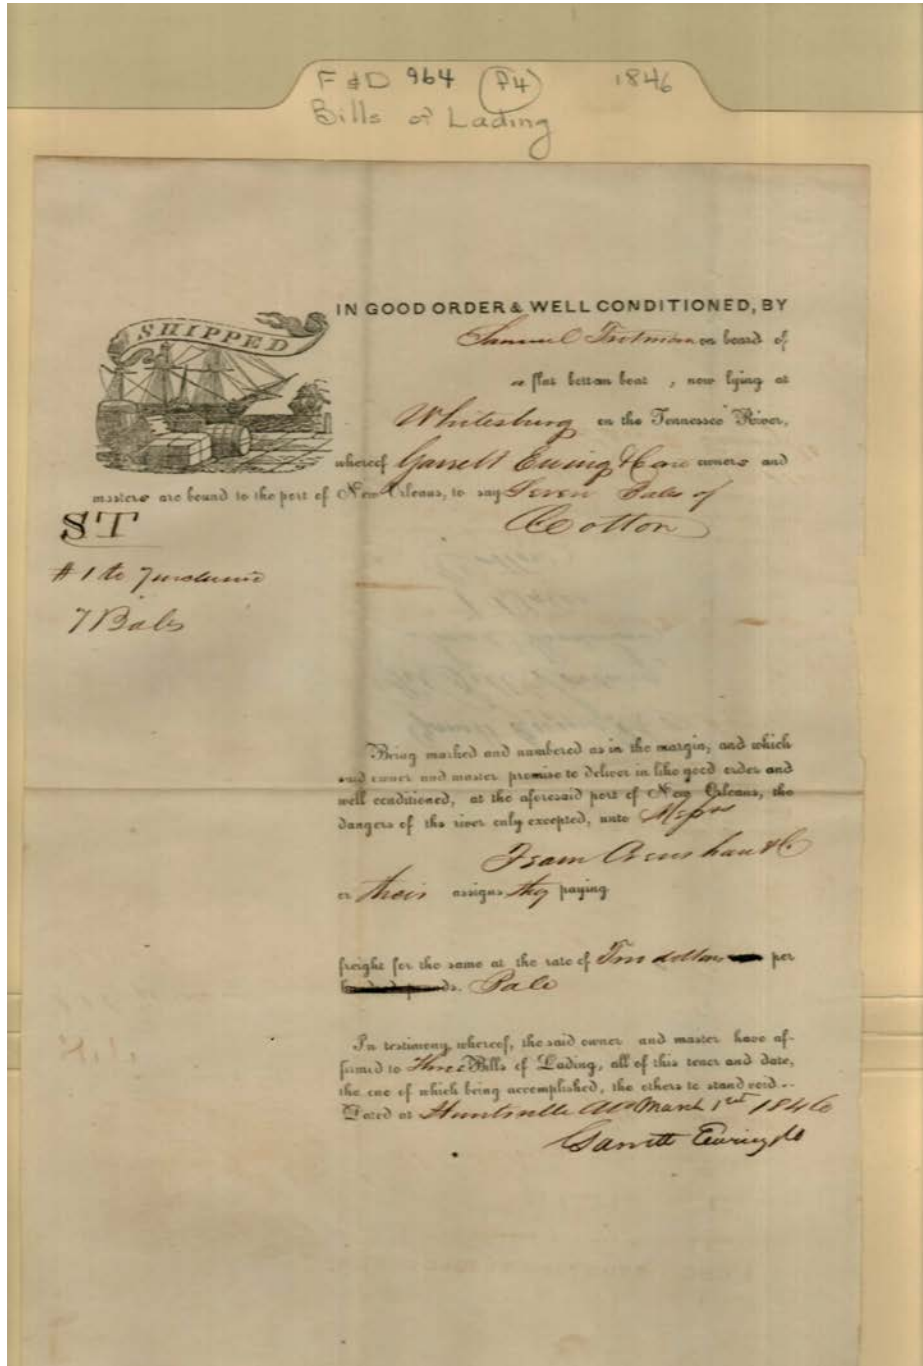 F & D 964 (P4) 1846
Bills of Lading
SHIPPED
IN GOOD ORDER & WELL CONDITIONED, BY
Samuel Trotman on board of
a flat bottom boat , now lying at
Whitesburg on the Tennessee River,
whereof Garrett Ewing & Co are owners and
masters are bound to the port of New Orleans, to say Seven Bales of
Cotton
ST
# 1 to 7 inclusive
7 Bales
Being marked and numbered as in the margin, and which
said owner and master promise to deliver in like good order and
well conditioned, at the aforesaid port of New Orleans, the
dangers of the river only excepted, unto Messrs
Crenshaw & Co
or their assigns they paying
freight for the same at the rate of dollars per
Bale
In testimony whereof, the said owner and master have af-
firmed to Three Bills of Lading, all of this tenor and date,
the one of which being accomplished, the others to stand void..
Dated at Huntsville Ala March 1st 1846
Garrett Ewing & Co